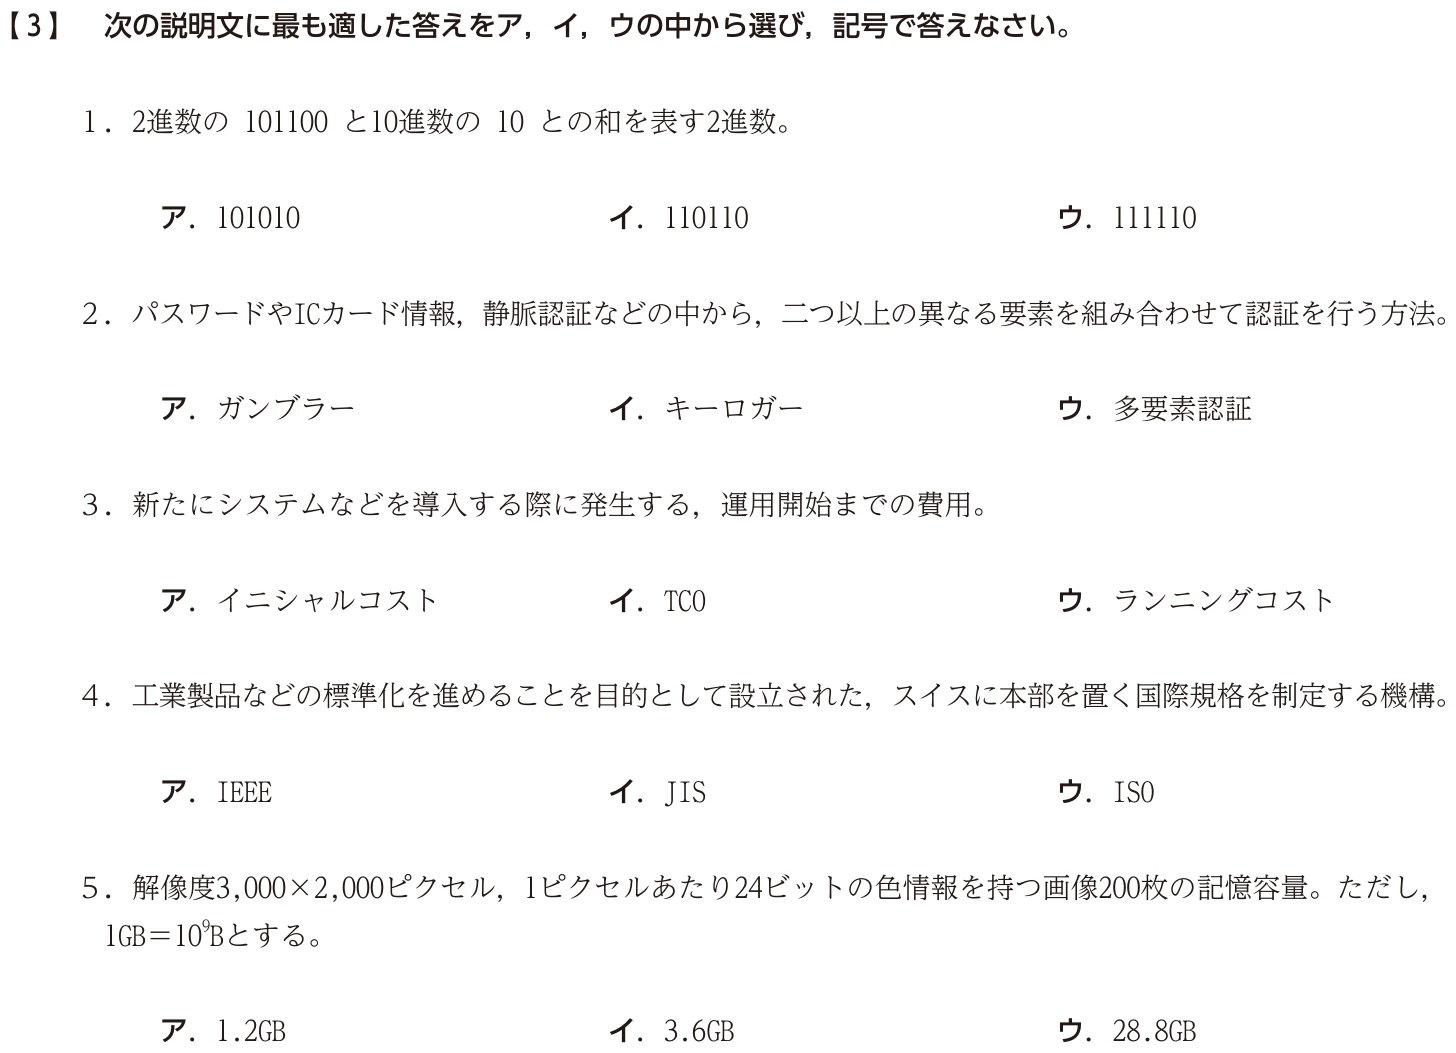 【3】 次の説明文に最も適した答えをア，イ，ウの中から選び，記号で答えなさい。
1．2進数の 101100 と10進数の 10 との和を表す2進数。
ア．101010 イ．110110 ウ．111110
2．パスワードやICカード情報，静脈認証などの中から，二つ以上の異なる要素を組み合わせて認証を行う方法。
ア．ガンブラー イ．キーロガー ウ．多要素認証
3．新たにシステムなどを導入する際に発生する，運用開始までの費用。
ア．イニシャルコスト イ．TCO ウ．ランニングコスト
4．工業製品などの標準化を進めることを目的として設立された，スイスに本部を置く国際規格を制定する機構。
ア．IEEE イ．JIS ウ．ISO
5．解像度3,000×2,000ピクセル，1ピクセルあたり24ビットの色情報を持つ画像200枚の記憶容量。ただし，
1GB＝10⁹Bとする。
ア．1.2GB イ．3.6GB ウ．28.8GB